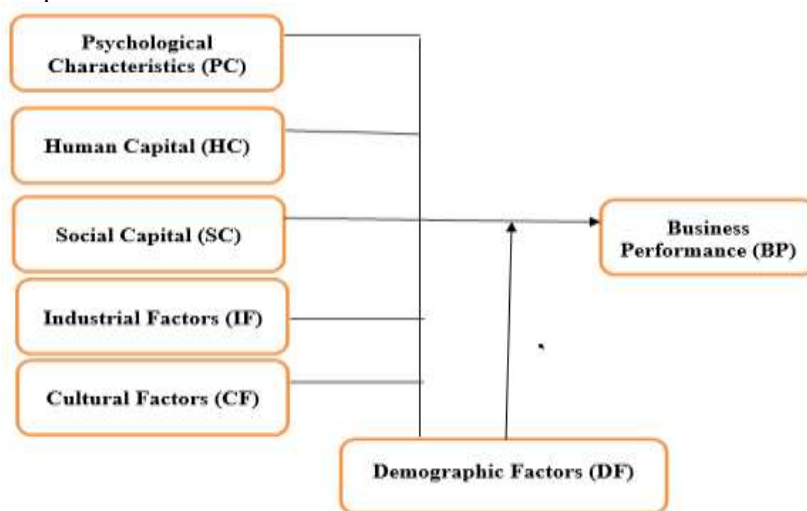 Psychological
Characteristics (PC)
Human Capital (HC)
Social Capital (SC)
Business
Performance (BP)
Industrial Factors (IF)
Cultural Factors (CF)
Demographic Factors (DF)